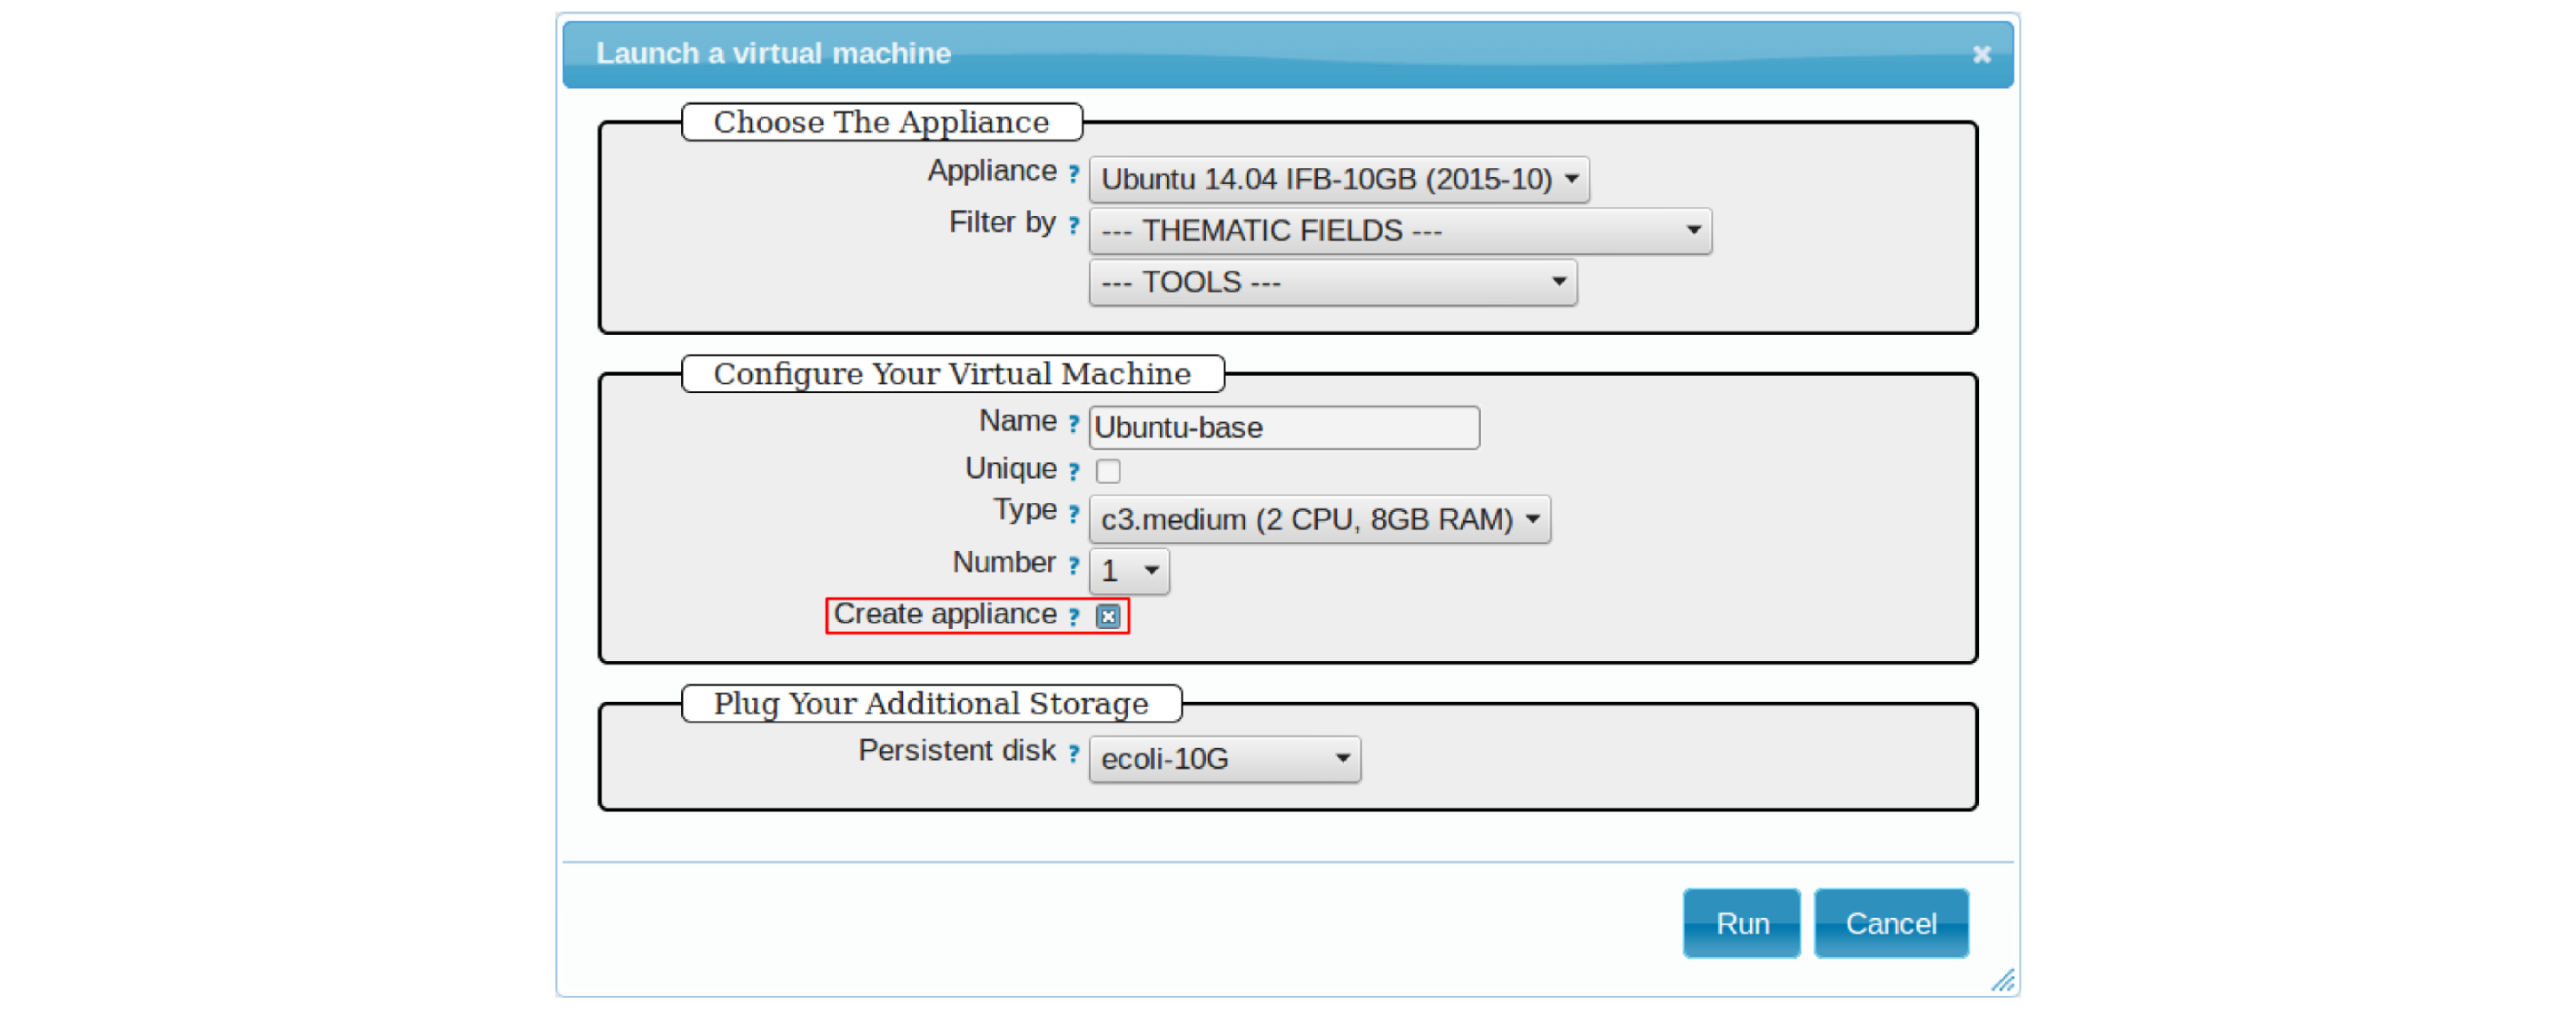 Launch a virtual machine
Choose The Appliance
Appliance ? Ubuntu 14.04 IFB-10GB (2015-10)
Filter by ? --- THEMATIC FIELDS ---
--- TOOLS ---
Configure Your Virtual Machine
Name ? Ubuntu-base
Unique ?
Type ? c3.medium (2 CPU, 8GB RAM)
Number ? 1
Create appliance ?
Plug Your Additional Storage
Persistent disk ? ecoli-10G
Run Cancel